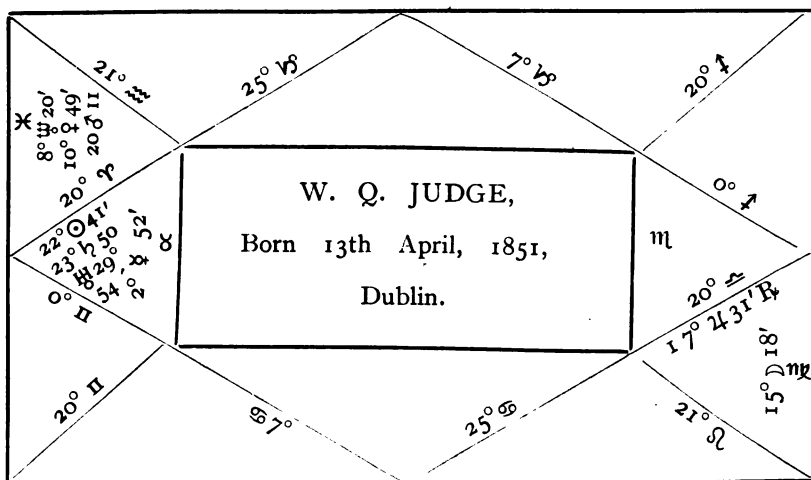 21° ♒
25° ♑
7° ♑
20° ♐
♓
8° ♆ 20'
10° ♀ 49'
20 ♂ 11
20° ♈
22° ☉ 41'
23° ♄ 50
♅ 29°
54'
2° ☿ 52'
♉
W. Q. JUDGE,
Born 13th April, 1851,
Dublin.
0° ♐
♏
20° ♎
17° ♃ 31' ℞
15° ☽ 18'
♍
0° ♊
20° ♊
♋ 7°
25° ♋
21° ♌